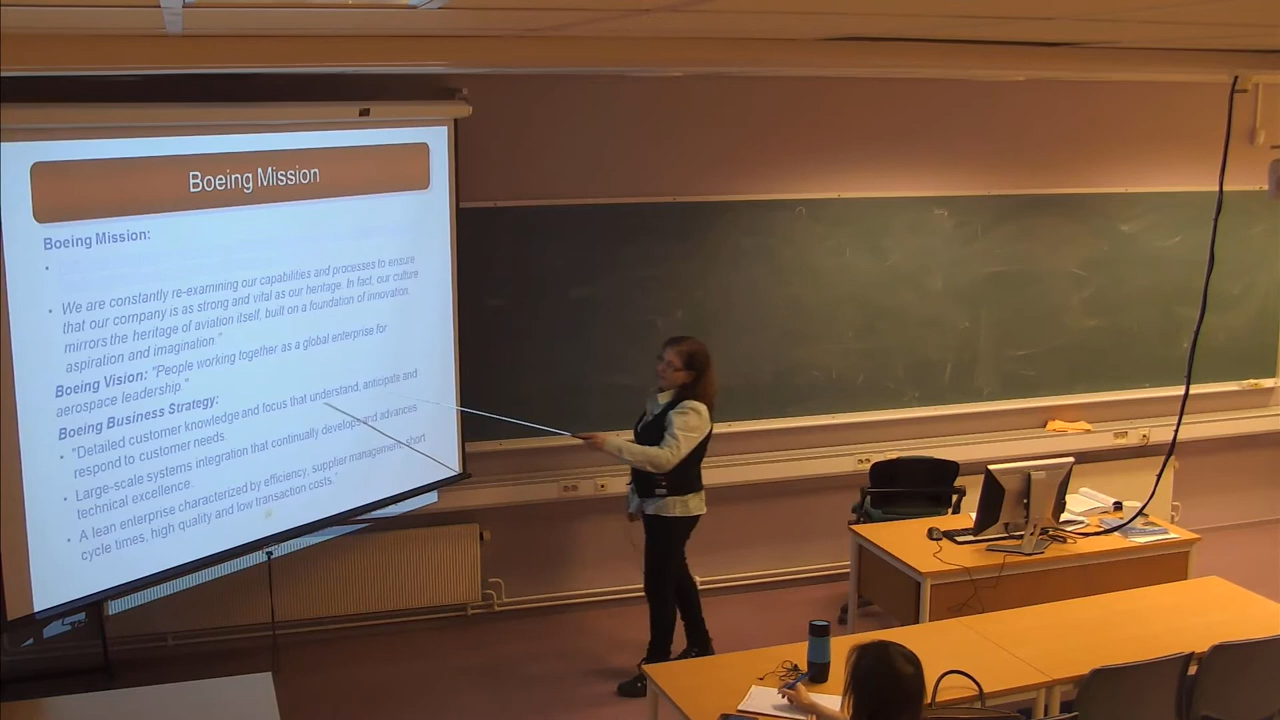 Boeing Mission
Boeing Mission:
•
• We are constantly re-examining our capabilities and processes to ensure
that our company is as strong and vital as our heritage. In fact, our culture
mirrors the heritage of aviation itself, built on a foundation of innovation,
aspiration and imagination."
Boeing Vision: "People working together as a global enterprise for
aerospace leadership."
Boeing Business Strategy:
• "Detailed customer knowledge and focus that understand, anticipate and
respond to customer needs.
• Large-scale systems integration that continually develops and advances
technical excellence.
• A lean enterprise characterized by efficiency, supplier management, short
cycle times, high quality and low transaction costs."